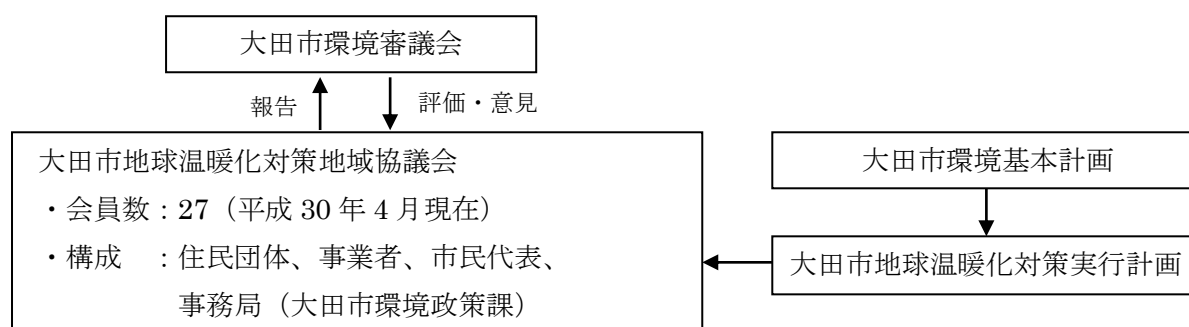 大田市環境審議会
報告
評価・意見
大田市地球温暖化対策地域協議会
・会員数：27（平成 30 年 4 月現在）
・構成　：住民団体、事業者、市民代表、
事務局（大田市環境政策課）
大田市環境基本計画
大田市地球温暖化対策実行計画